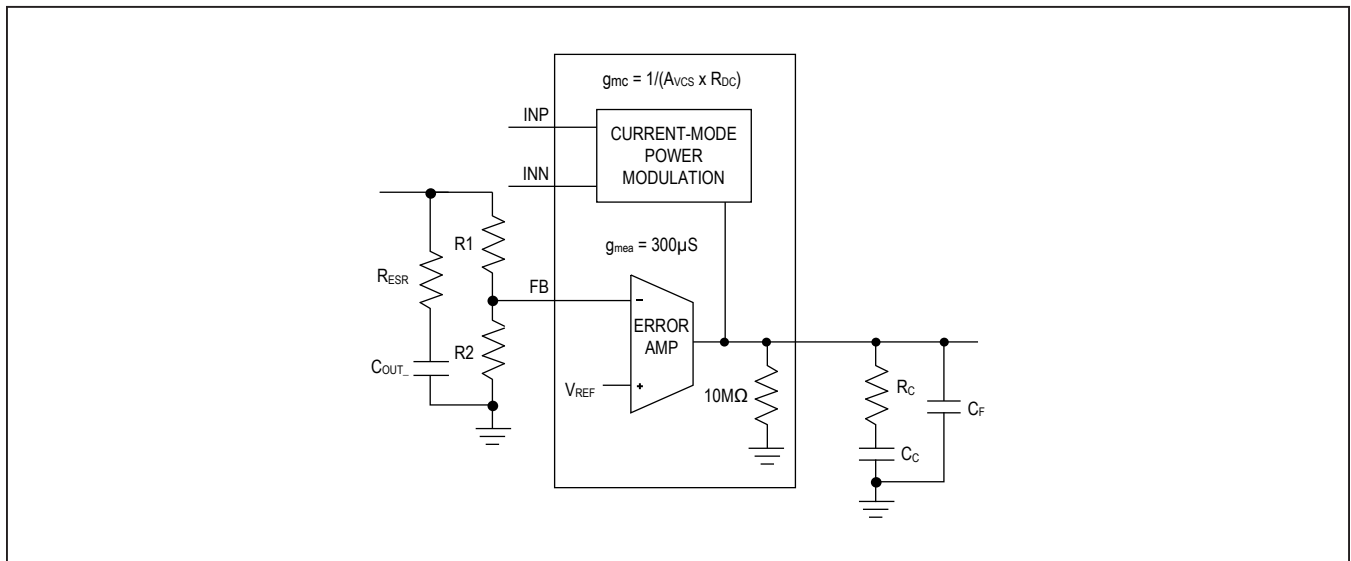 gmc = 1/(AVCS x RDC)
INP
CURRENT-MODE
POWER
MODULATION
INN
R1
gmea = 300µS
RESR
FB
-
ERROR
AMP
R2
COUT_
VREF
+
10MΩ
RC
CF
CC